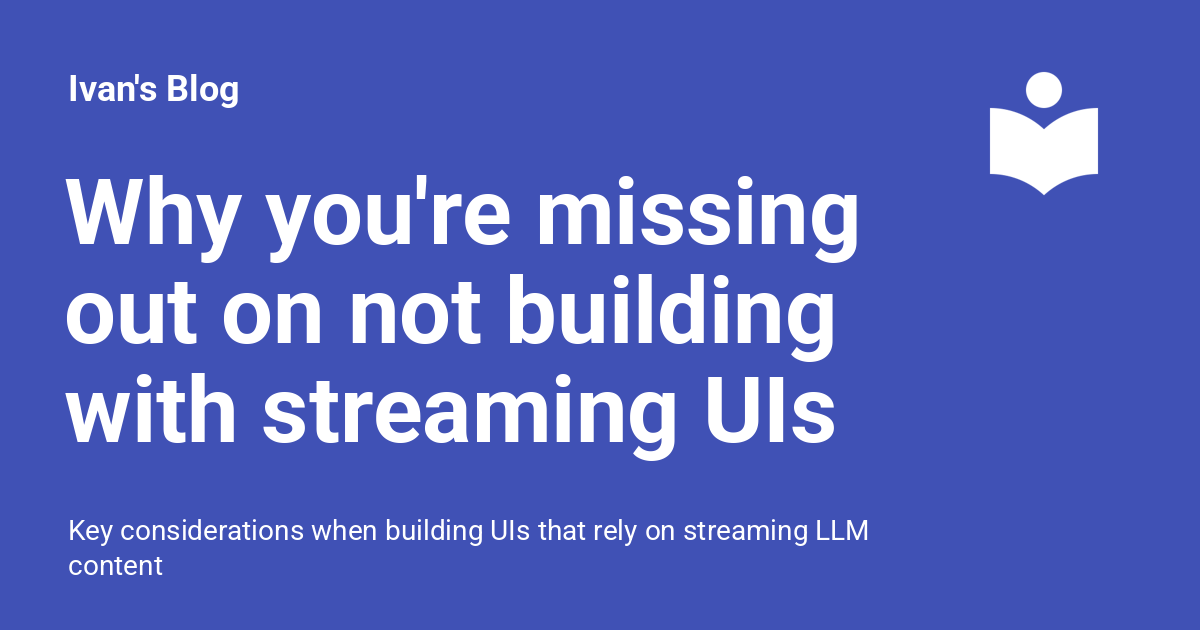 Ivan's Blog
Why you're missing
out on not building
with streaming UIs
Key considerations when building UIs that rely on streaming LLM
content